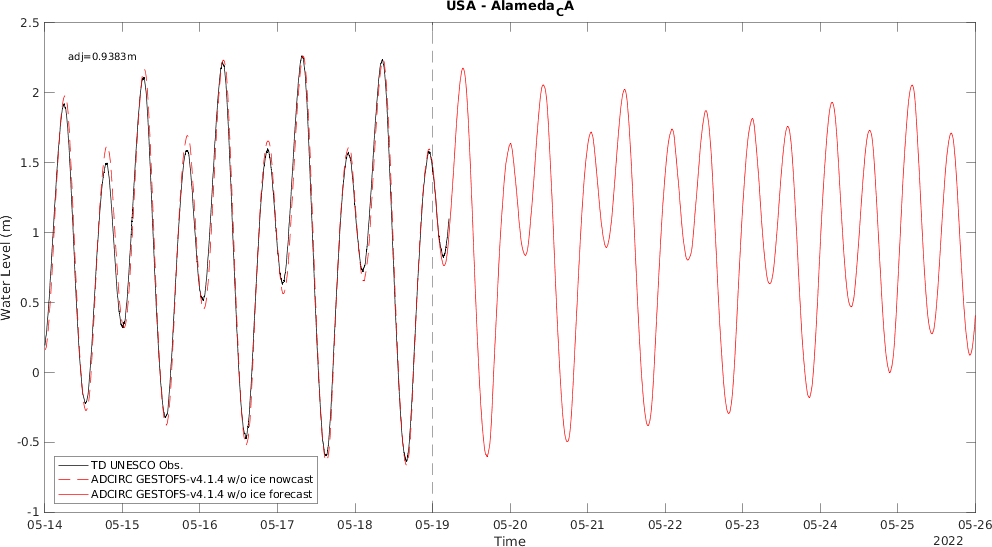 USA - Alameda_CA
adj=0.9383m
2.5
2
1.5
1
0.5
0
-0.5
-1
Water Level (m)
TD UNESCO Obs.
ADCIRC GESTOFS-v4.1.4 w/o ice nowcast
ADCIRC GESTOFS-v4.1.4 w/o ice forecast
05-14 05-15 05-16 05-17 05-18 05-19 05-20 05-21 05-22 05-23 05-24 05-25 05-26
Time
2022